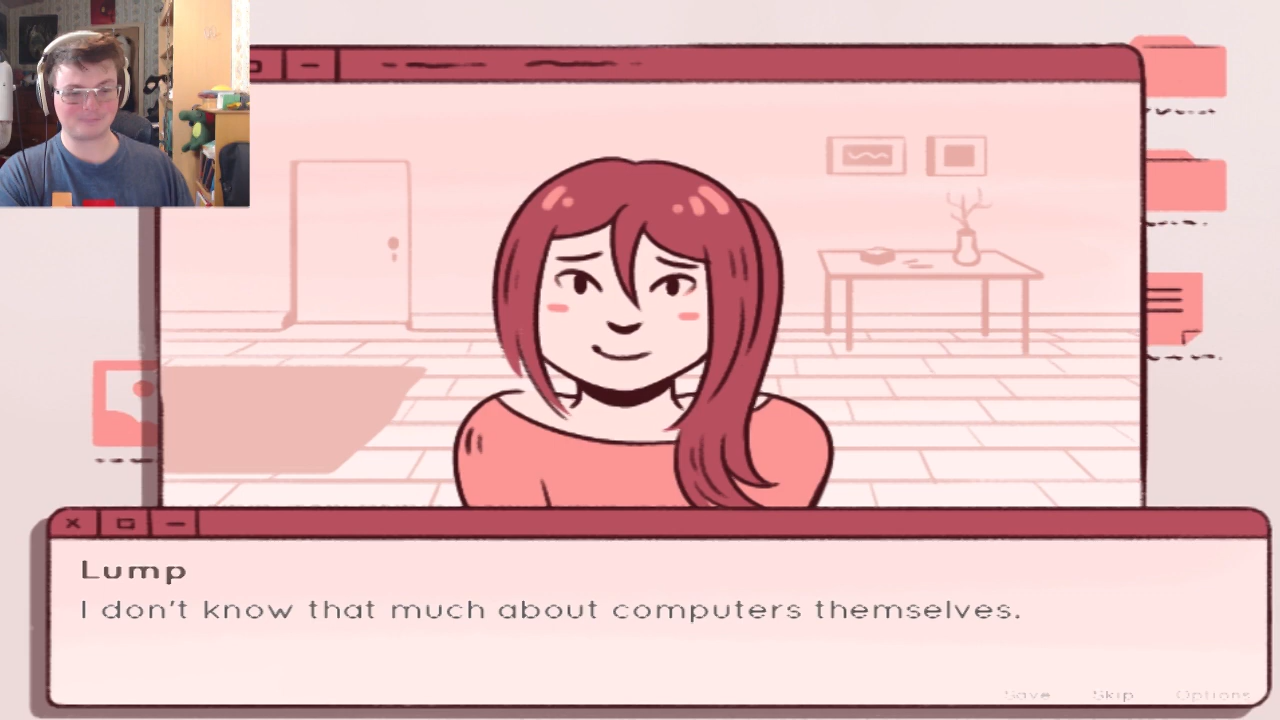 Lump
I don't know that much about computers themselves.
Save Skip Options